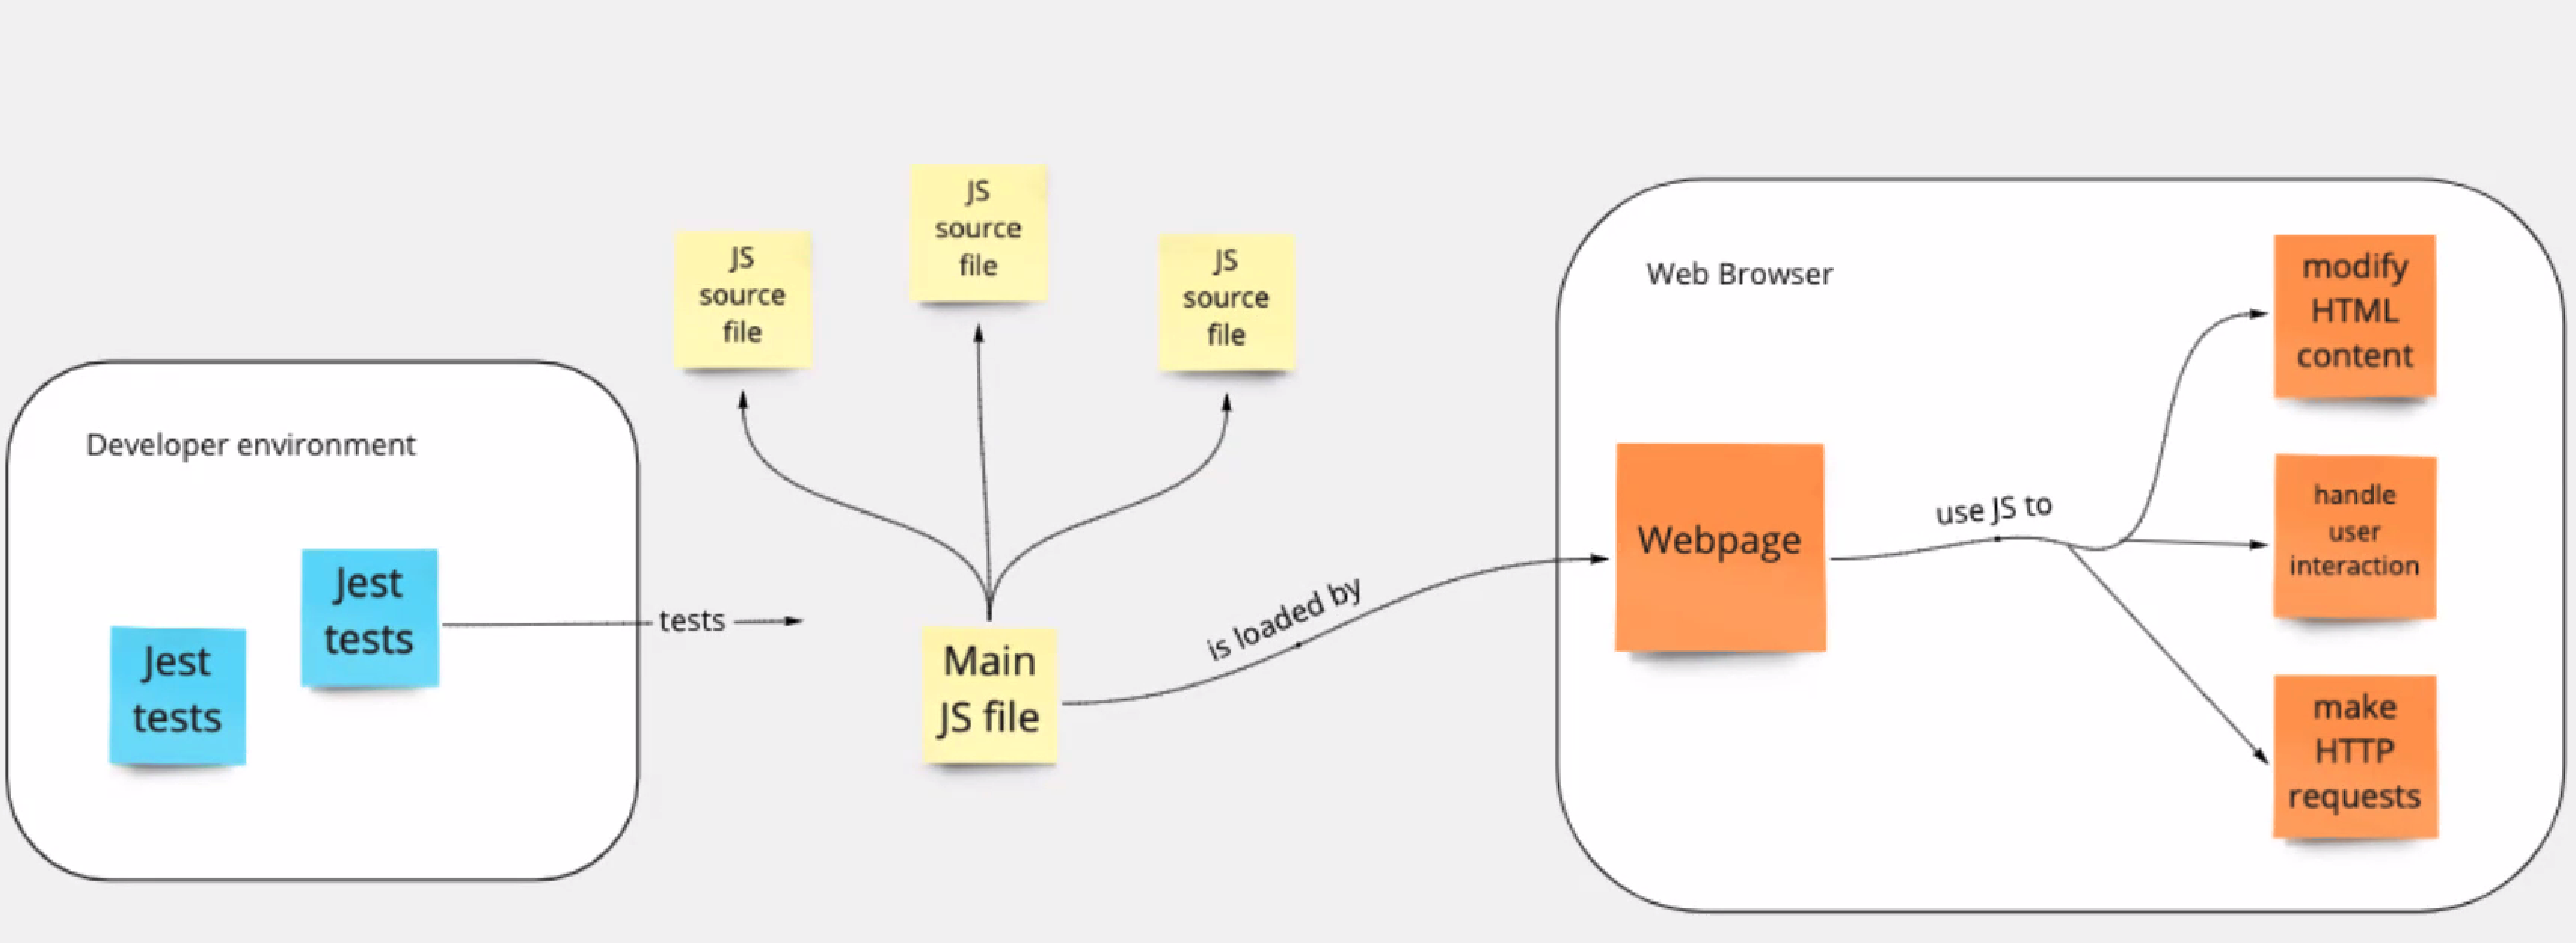 Developer environment
Jest
tests
Jest
tests
tests
JS
source
file
JS
source
file
JS
source
file
Main
JS file
is loaded by
Web Browser
Webpage
use JS to
modify
HTML
content
handle
user
interaction
make
HTTP
requests